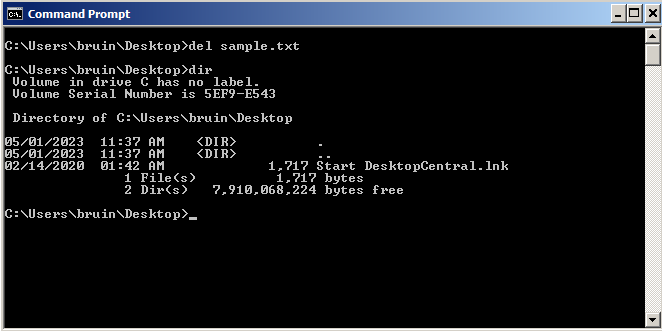 Command Prompt
C:\Users\bruin\Desktop>del sample.txt
C:\Users\bruin\Desktop>dir
 Volume in drive C has no label.
 Volume Serial Number is 5EF9-E543
 Directory of C:\Users\bruin\Desktop
05/01/2023  11:37 AM    <DIR>          .
05/01/2023  11:37 AM    <DIR>          ..
02/14/2020  01:42 AM             1,717 Start DesktopCentral.lnk
               1 File(s)          1,717 bytes
               2 Dir(s)   7,910,068,224 bytes free
C:\Users\bruin\Desktop>_